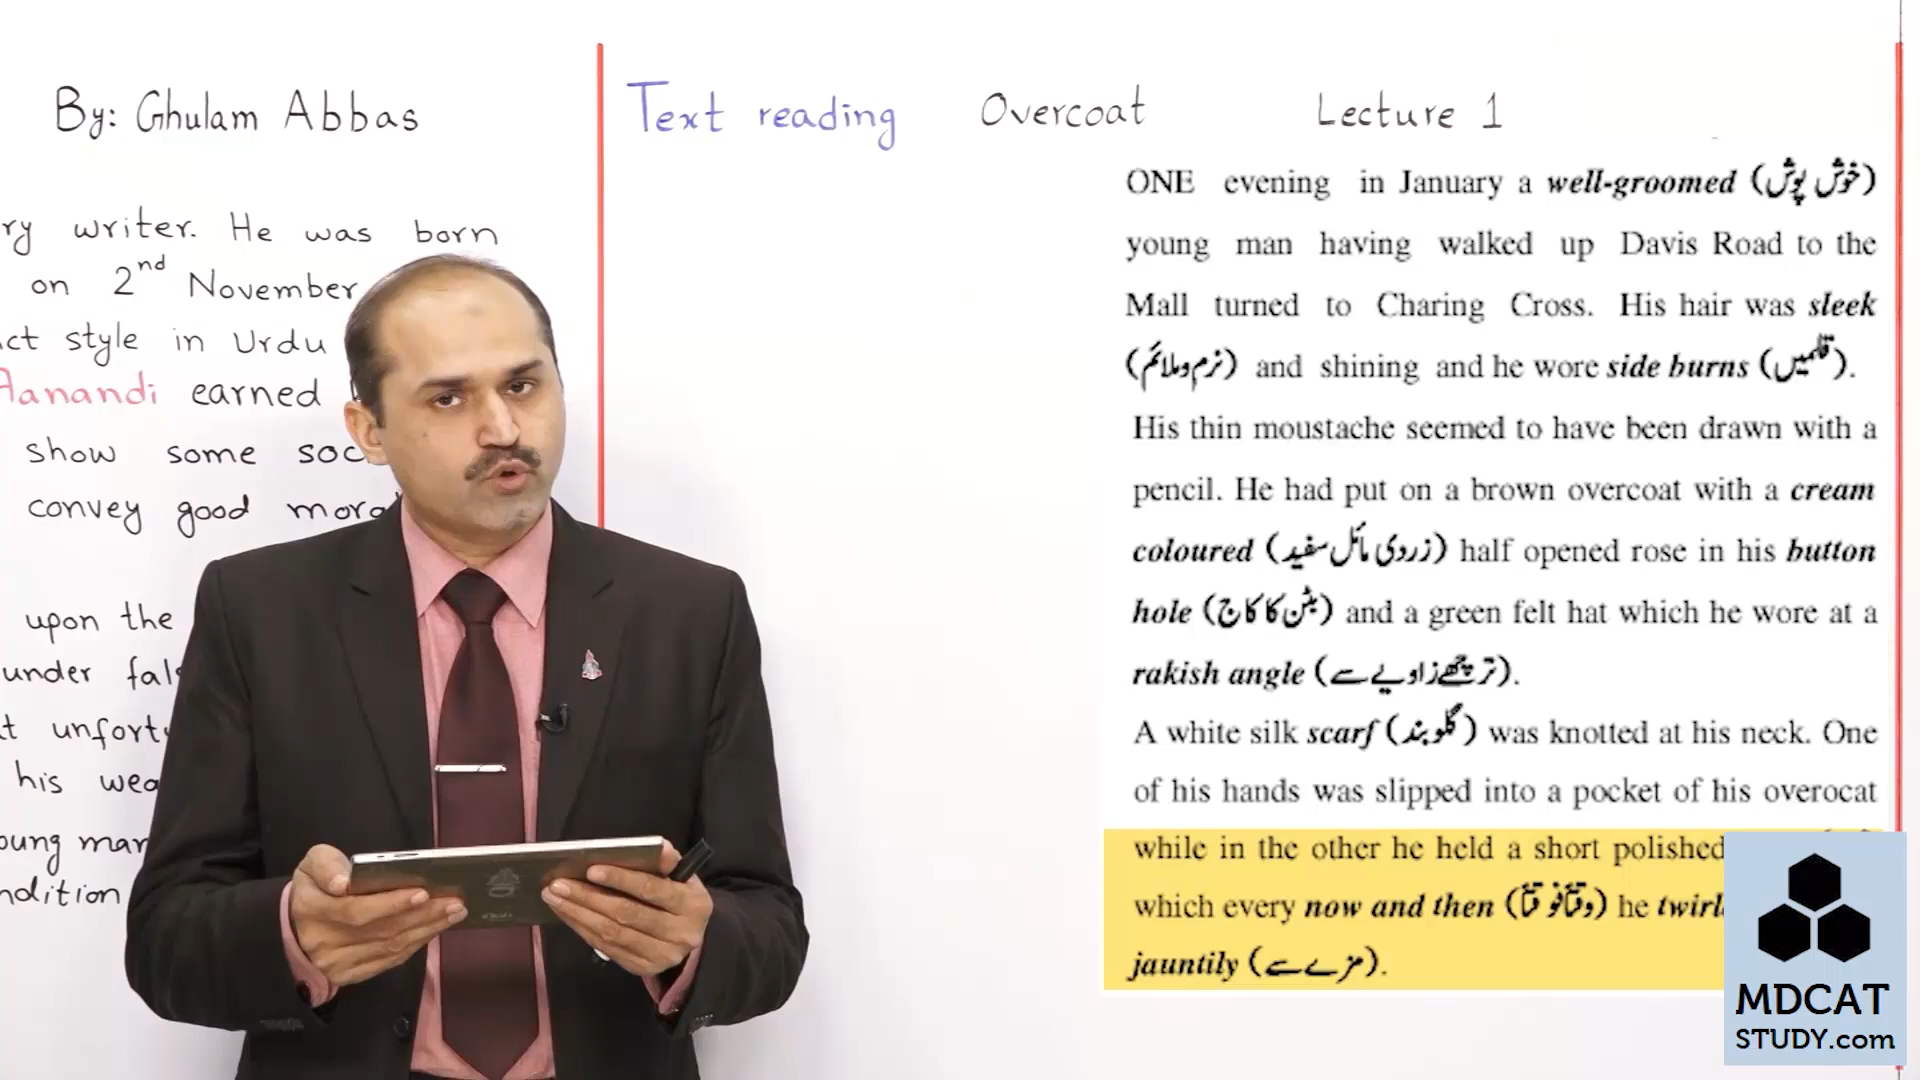 By: Ghulam Abbas
ry writer. He was born
on 2nd November
ct style in Urdu
Aanandi earned
show some soc
convey good mora
upon the
under fals
t unfort
his wea
oung man
ndition
Text reading Overcoat Lecture 1
ONE evening in January a well-groomed (خوش پوش)
young man having walked up Davis Road to the
Mall turned to Charing Cross. His hair was sleek
(نرم و ملائم) and shining and he wore side burns (قلمیں).
His thin moustache seemed to have been drawn with a
pencil. He had put on a brown overcoat with a cream
coloured (زردی مائل سفید) half opened rose in his button
hole (بٹن کا کاج) and a green felt hat which he wore at a
rakish angle (ترچھے زاویے سے).
A white silk scarf (گلوبند) was knotted at his neck. One
of his hands was slipped into a pocket of his overocat
while in the other he held a short polished
which every now and then (وقتاً فوقتاً) he twirl
jauntily (مزے سے).
MDCAT
STUDY.com